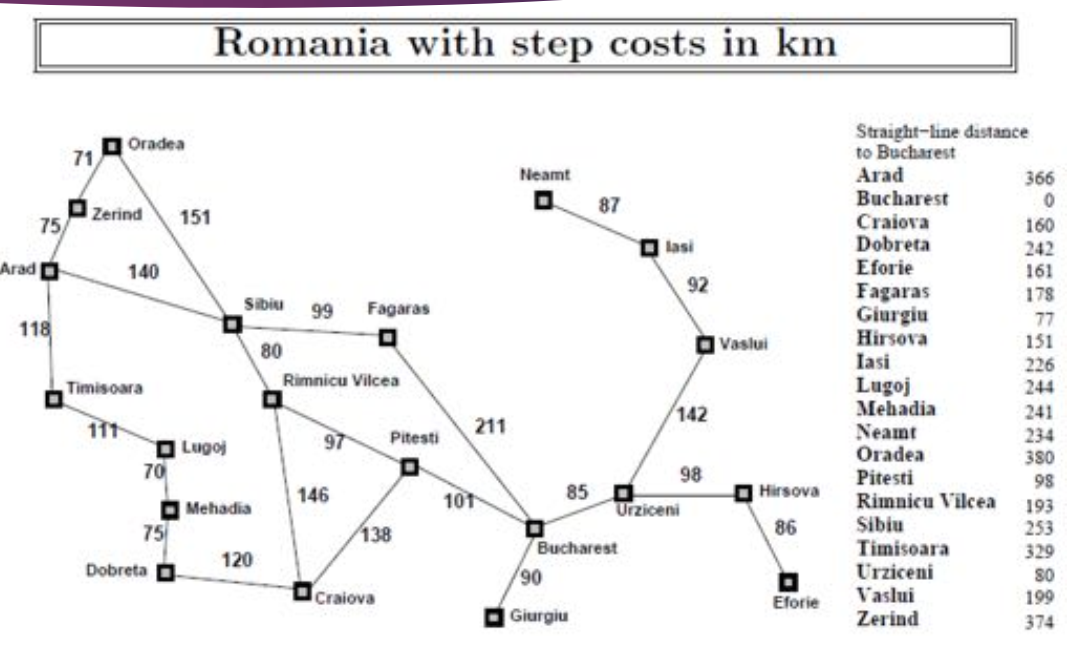 Romania with step costs in km
Oradea
71
Zerind
75
151
Arad
140
Sibiu
99
Fagaras
118
80
Timisoara
Rimnicu Vilcea
111
Lugoj
97
Pitesti
211
70
Mehadia
146
101
75
138
Dobreta
120
Craiova
Neamt
87
Iasi
92
Vaslui
142
98
85
Urziceni
Hirsova
86
Bucharest
90
Giurgiu
Eforie
Straight-line distance
to Bucharest
Arad 366
Bucharest 0
Craiova 160
Dobreta 242
Eforie 161
Fagaras 178
Giurgiu 77
Hirsova 151
Iasi 226
Lugoj 244
Mehadia 241
Neamt 234
Oradea 380
Pitesti 98
Rimnicu Vilcea 193
Sibiu 253
Timisoara 329
Urziceni 80
Vaslui 199
Zerind 374